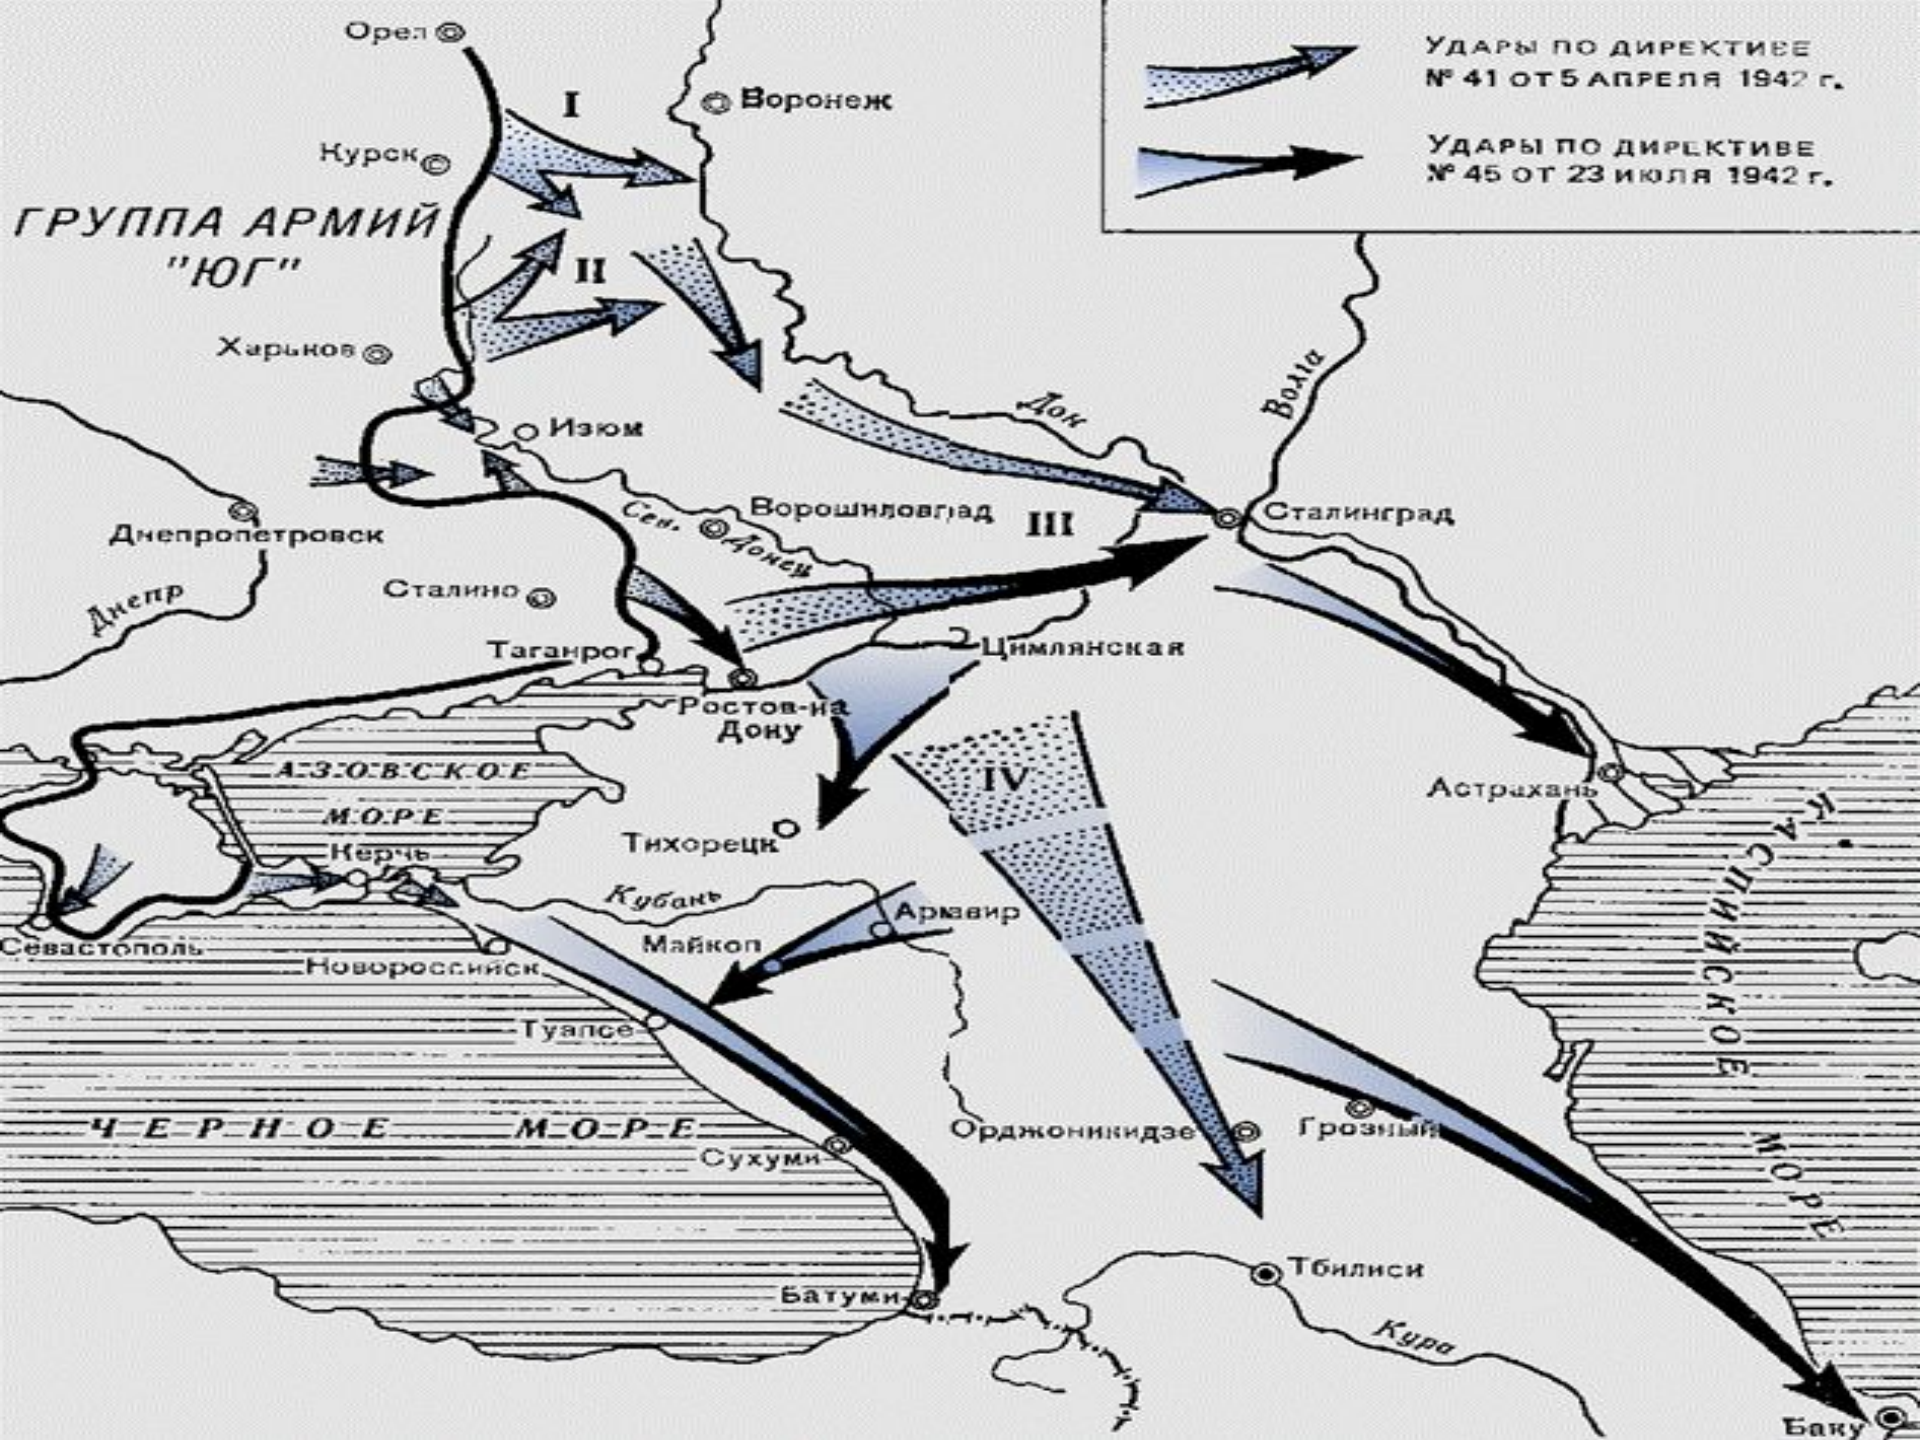 Орел
Воронеж
УДАРЫ ПО ДИРЕКТИВЕ
№ 41 ОТ 5 АПРЕЛЯ 1942 г.
УДАРЫ ПО ДИРЕКТИВЕ
№ 45 ОТ 23 ИЮЛЯ 1942 г.
I
Курск
ГРУППА АРМИЙ
"ЮГ"
II
Харьков
Изюм
Дон
Волга
Днепропетровск
Днепр
Сев. Донец
Ворошиловград
III
Сталинград
Сталино
Таганрог
Цимлянская
Ростов-на
Дону
АЗОВСКОЕ
МОРЕ
IV
Астрахань
Тихорецк
Керчь
Кубань
Армавир
Майкоп
Севастополь
Новороссийск
Туапсе
КАСПИЙСКОЕ
МОРЕ
ЧЕРНОЕ МОРЕ
Орджоникидзе
Грозный
Сухуми
Тбилиси
Батуми
Кура
Баку